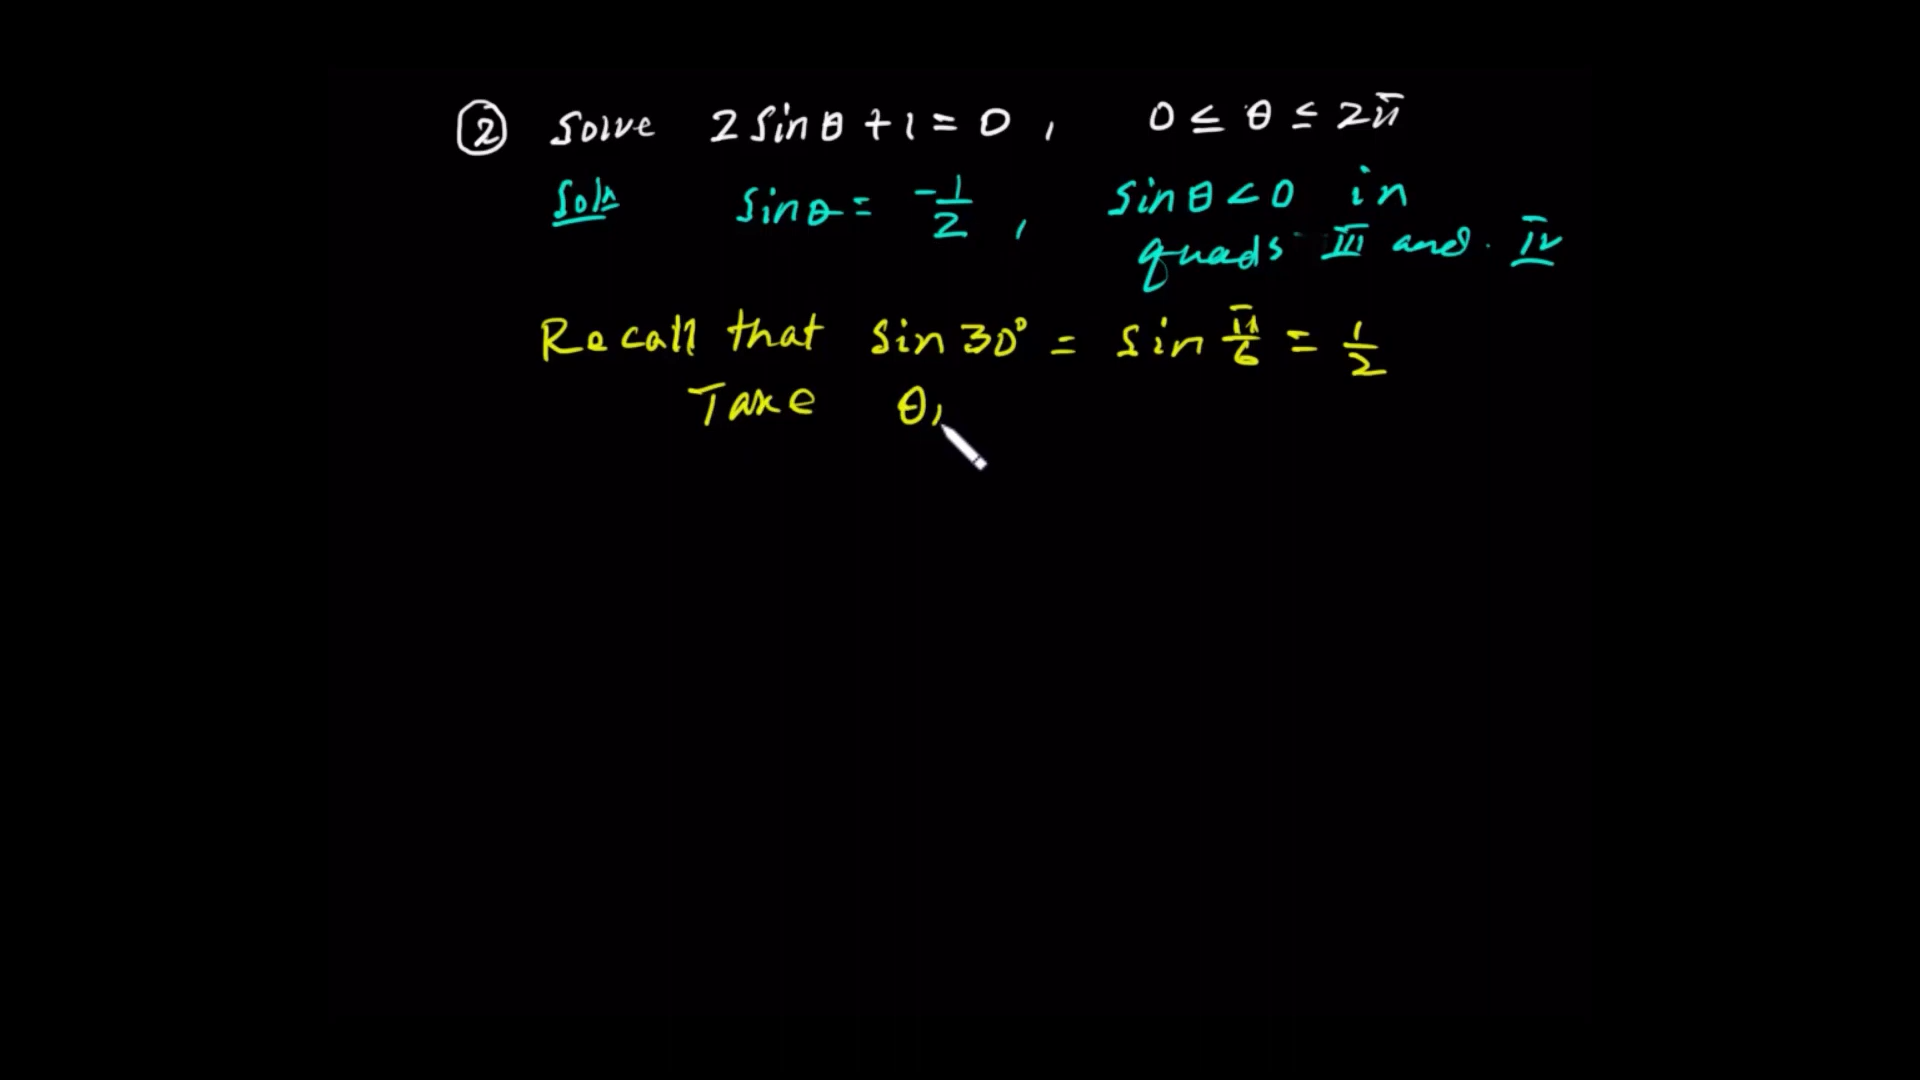 ② Solve 2 sin θ + 1 = 0 , 0 ≤ θ ≤ 2π
Soln sin θ = -1/2 , sin θ < 0 in
quads III and IV
Recall that sin 30° = sin π/6 = 1/2
Take θ,